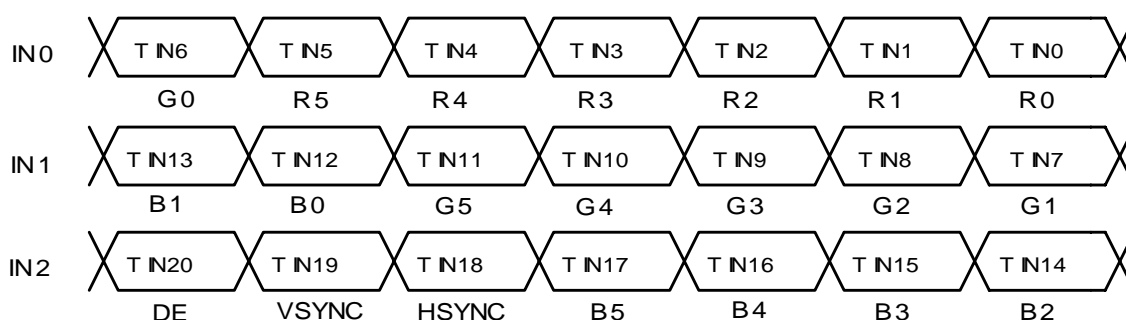 IN0 TIN6 TIN5 TIN4 TIN3 TIN2 TIN1 TIN0
G0 R5 R4 R3 R2 R1 R0
IN1 TIN13 TIN12 TIN11 TIN10 TIN9 TIN8 TIN7
B1 B0 G5 G4 G3 G2 G1
IN2 TIN20 TIN19 TIN18 TIN17 TIN16 TIN15 TIN14
DE VSYNC HSYNC B5 B4 B3 B2